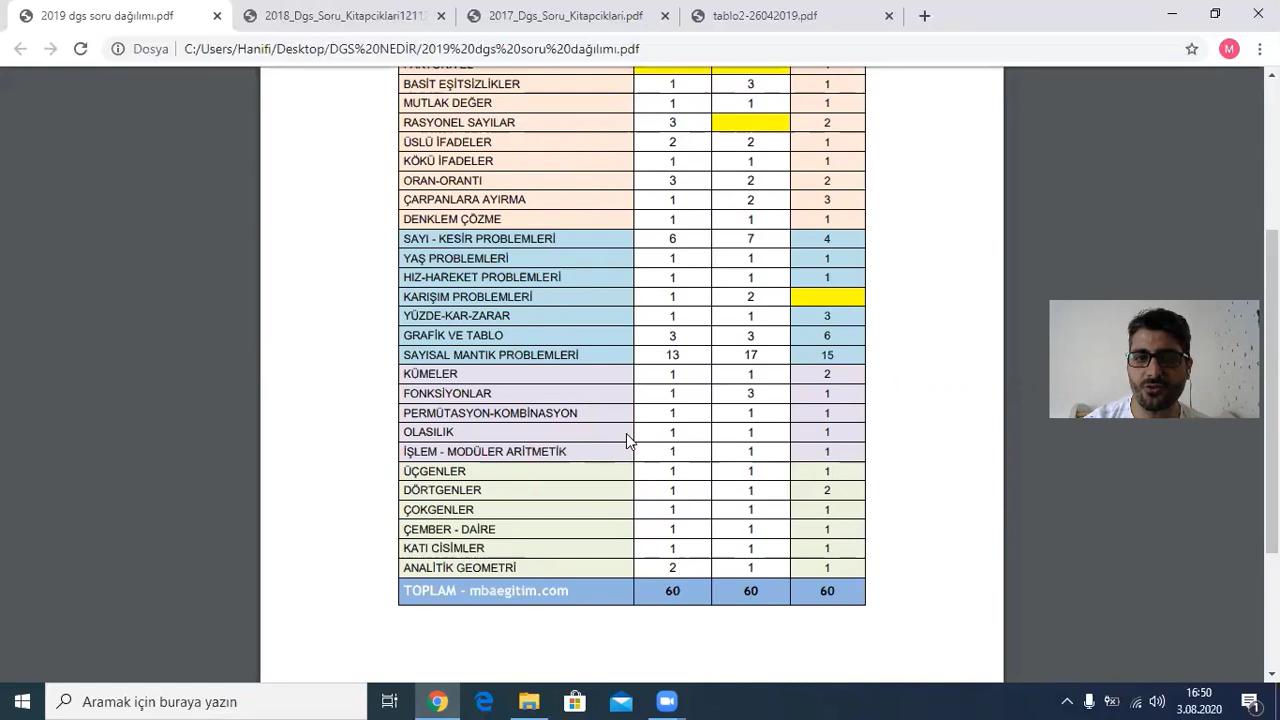 2019 dgs soru dağılımı.pdf
2018_Dgs_Soru_Kitapciklari12112
2017_Dgs_Soru_Kitapciklari.pdf
tablo2-26042019.pdf
Dosya
C:/Users/Hanifi/Desktop/DGS%20NEDİR/2019%20dgs%20soru%20dağılımı.pdf
M
BASİT EŞİTSİZLİKLER 1 3 1
MUTLAK DEĞER 1 1 1
RASYONEL SAYILAR 3 2
ÜSLÜ İFADELER 2 2 1
KÖKÜ İFADELER 1 1 1
ORAN-ORANTI 3 2 2
ÇARPANLARA AYIRMA 1 2 3
DENKLEM ÇÖZME 1 1 1
SAYI - KESİR PROBLEMLERİ 6 7 4
YAŞ PROBLEMLERİ 1 1 1
HIZ-HAREKET PROBLEMLERİ 1 1 1
KARIŞIM PROBLEMLERİ 1 2
YÜZDE-KAR-ZARAR 1 1 3
GRAFİK VE TABLO 3 3 6
SAYISAL MANTIK PROBLEMLERİ 13 17 15
KÜMELER 1 1 2
FONKSİYONLAR 1 3 1
PERMÜTASYON-KOMBİNASYON 1 1 1
OLASILIK 1 1 1
İŞLEM - MODÜLER ARİTMETİK 1 1 1
ÜÇGENLER 1 1 1
DÖRTGENLER 1 1 2
ÇOKGENLER 1 1 1
ÇEMBER - DAİRE 1 1 1
KATI CİSİMLER 1 1 1
ANALİTİK GEOMETRİ 2 1 1
TOPLAM - mbaegitim.com 60 60 60
Aramak için buraya yazın
16:50
3.08.2020
1